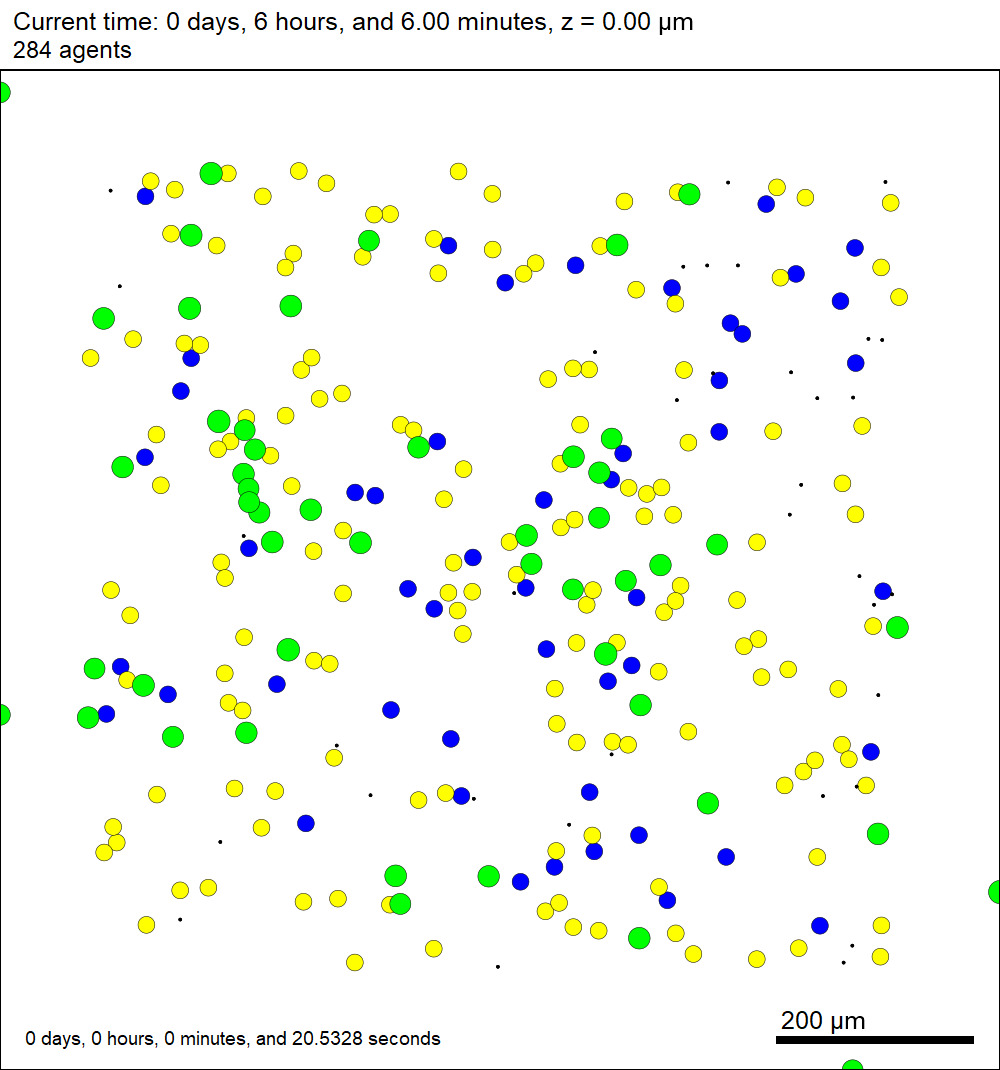 Current time: 0 days, 6 hours, and 6.00 minutes, z = 0.00 μm
284 agents
200 μm
0 days, 0 hours, 0 minutes, and 20.5328 seconds